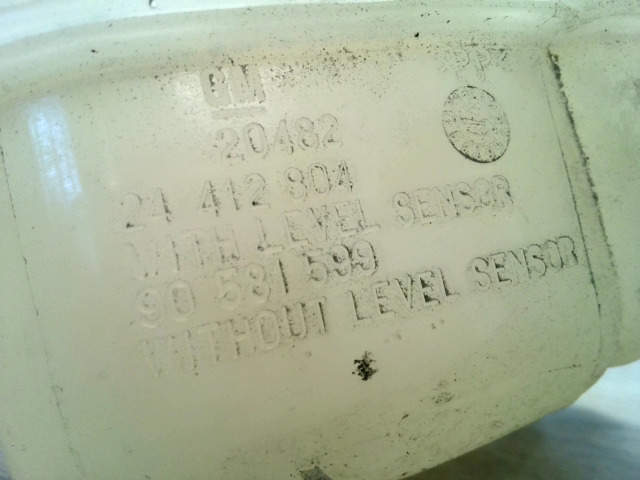 PP
GM
20482
24 412 804
WITH LEVEL SENSOR
90 581 599
WITHOUT LEVEL SENSOR